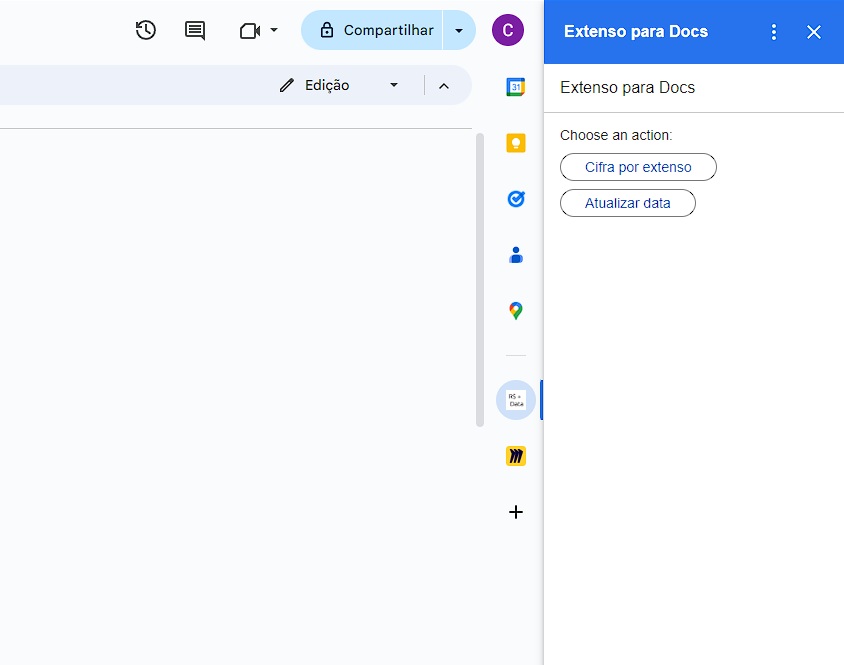 Compartilhar
C
Extenso para Docs
Edição
31
Extenso para Docs
Choose an action:
Cifra por extenso
Atualizar data
R$ +
Data